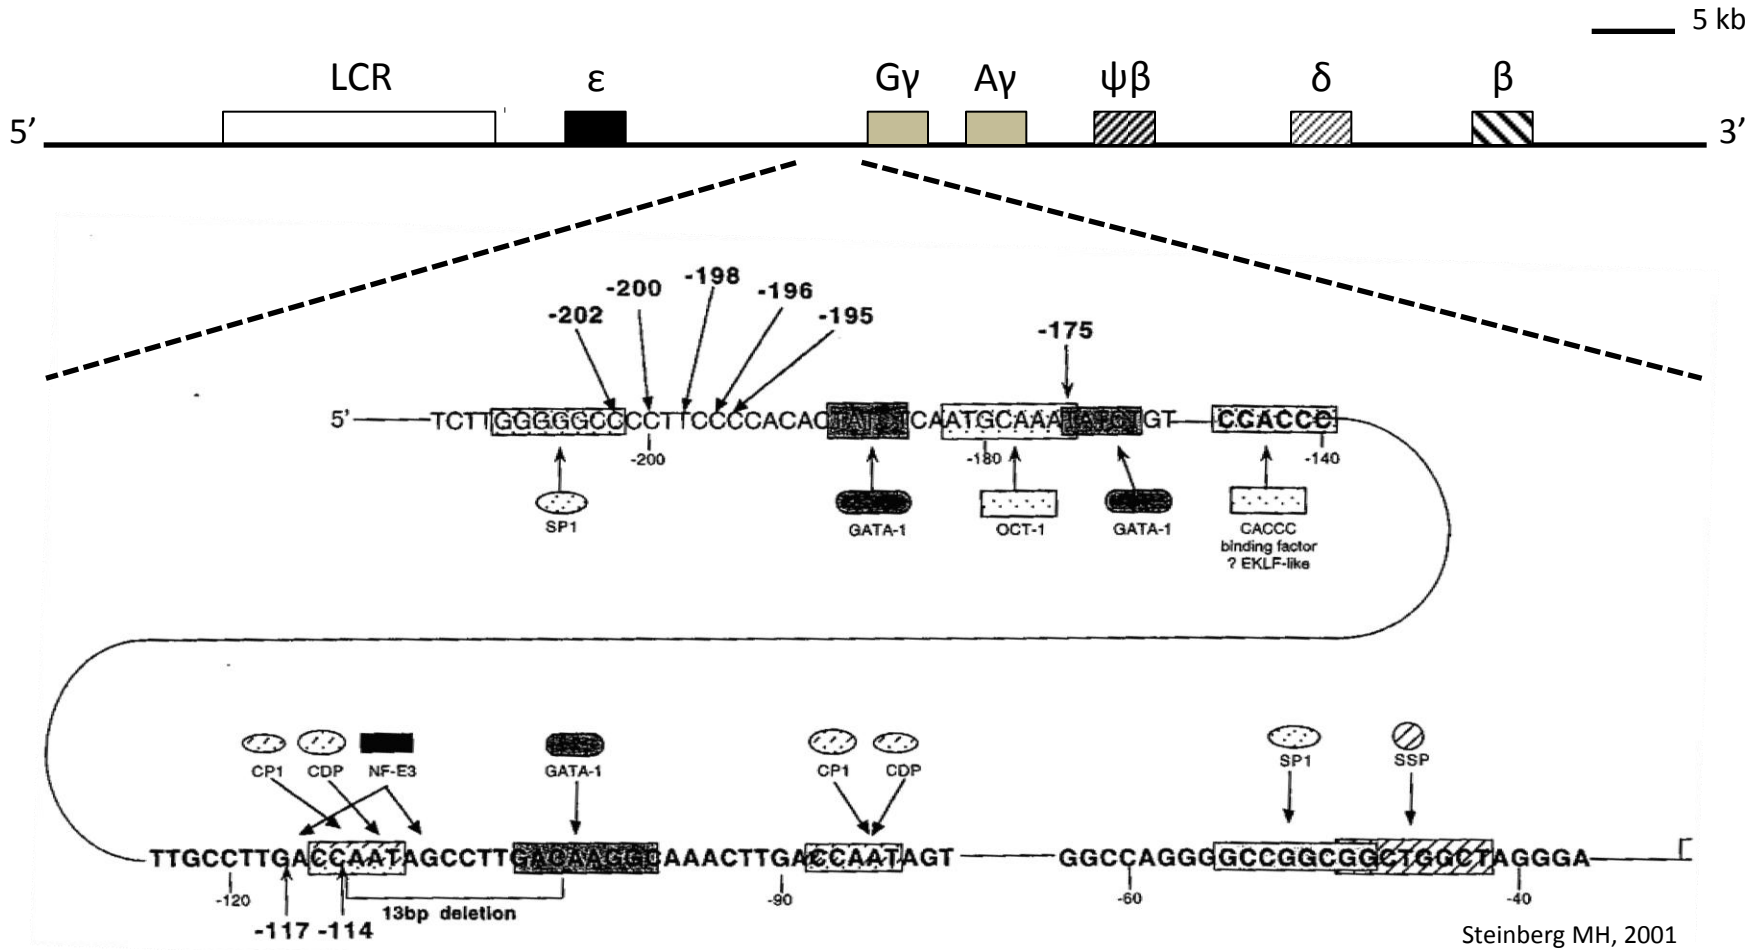 5 kb
LCR ε Gγ Aγ ψβ δ β
5’ 3’
-198
-200 -196
-202 -195
-175
5' TCTTGGGGGCCCCTTCCCCACACTATCTCAATGCAAATATCTGT CCACCC
-200 -180 -140
SP1 GATA-1 OCT-1 GATA-1 CACCC
binding factor
? EKLF-like
CP1 CDP NF-E3 GATA-1 CP1 CDP SP1 SSP
TTGCCTTGACCAATAGCCTTGACAAGGCAAACTTGACCAATAGT GGCCAGGGGCCGGCGGCTGGCTAGGGA
-120 -90 -60 -40
13bp deletion
-117 -114
Steinberg MH, 2001